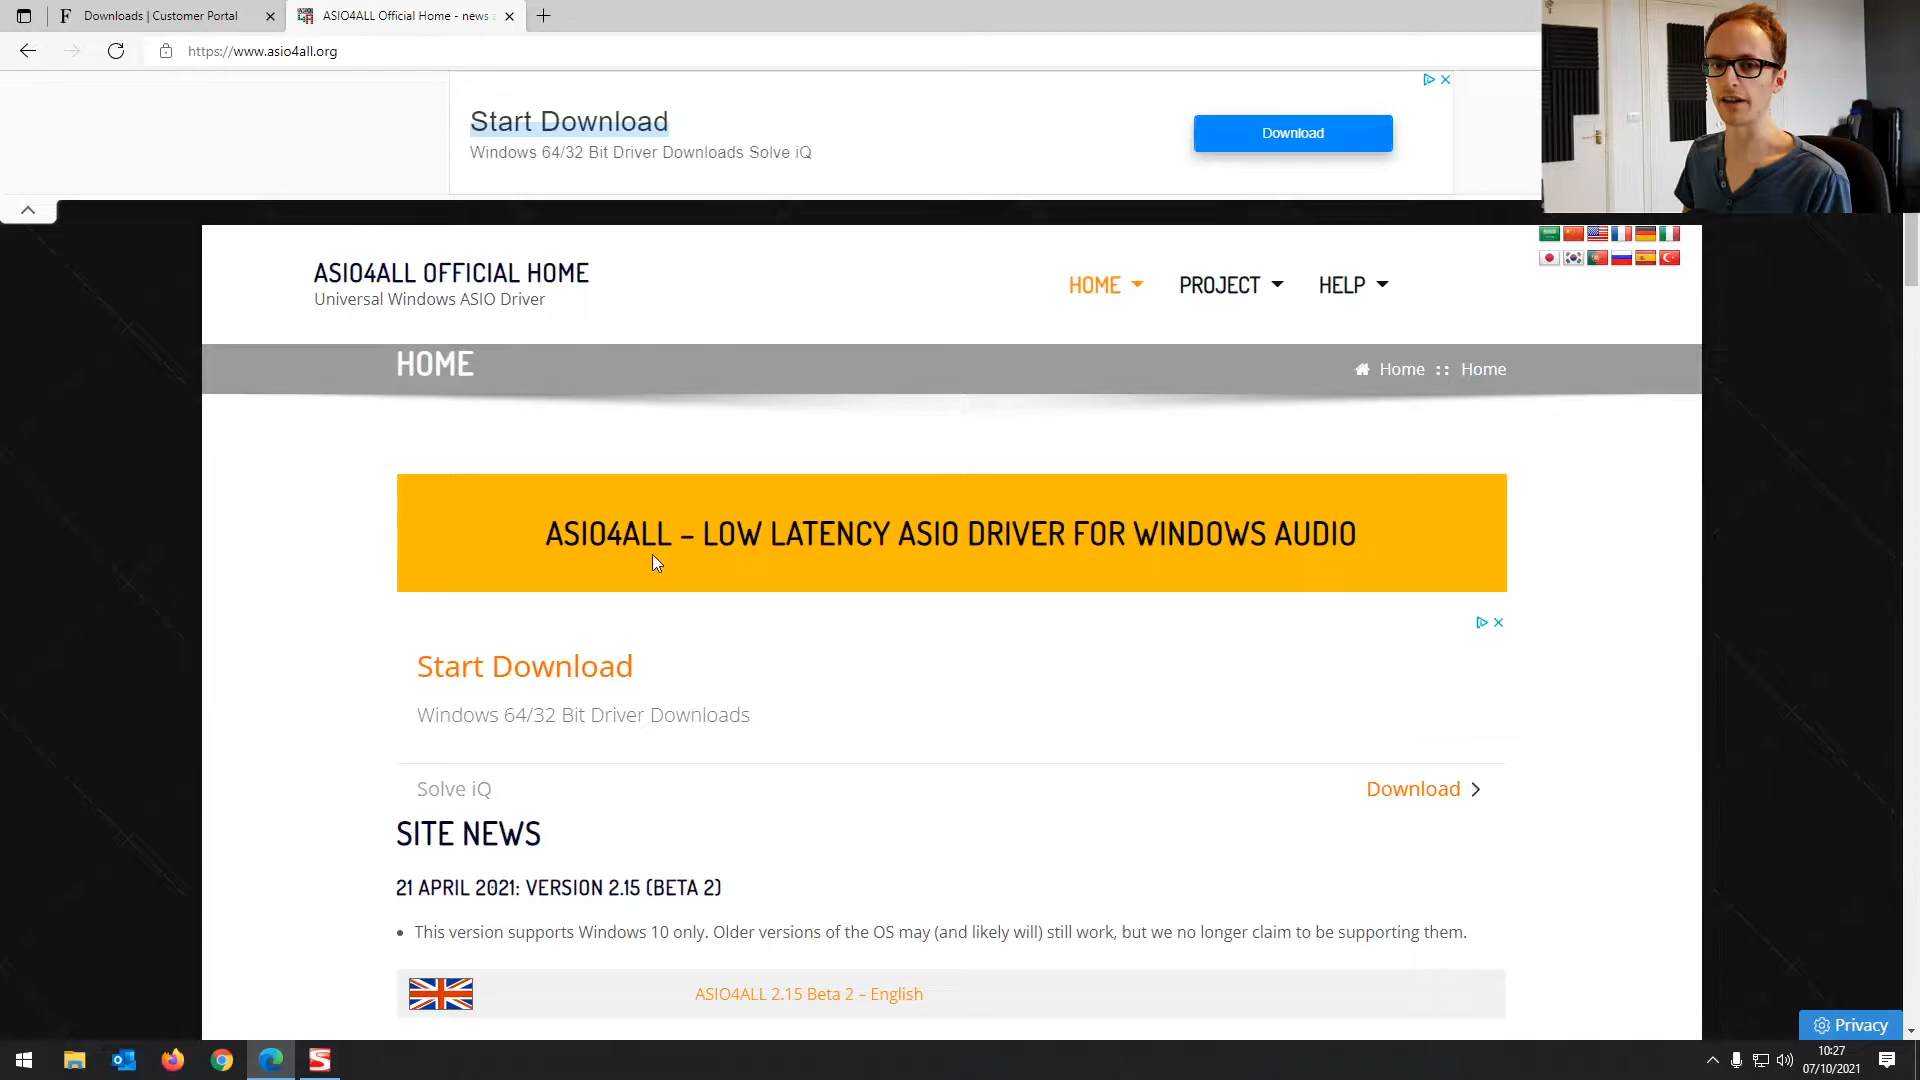 Downloads | Customer Portal
ASIO4ALL Official Home - news a
https://www.asio4all.org
Start Download
Windows 64/32 Bit Driver Downloads Solve iQ
Download
ASIO4ALL OFFICIAL HOME
Universal Windows ASIO Driver
HOME
PROJECT
HELP
HOME
Home :: Home
ASIO4ALL – LOW LATENCY ASIO DRIVER FOR WINDOWS AUDIO
Start Download
Windows 64/32 Bit Driver Downloads
Solve iQ
Download
SITE NEWS
21 APRIL 2021: VERSION 2.15 (BETA 2)
• This version supports Windows 10 only. Older versions of the OS may (and likely will) still work, but we no longer claim to be supporting them.
ASIO4ALL 2.15 Beta 2 – English
Privacy
10:27
07/10/2021